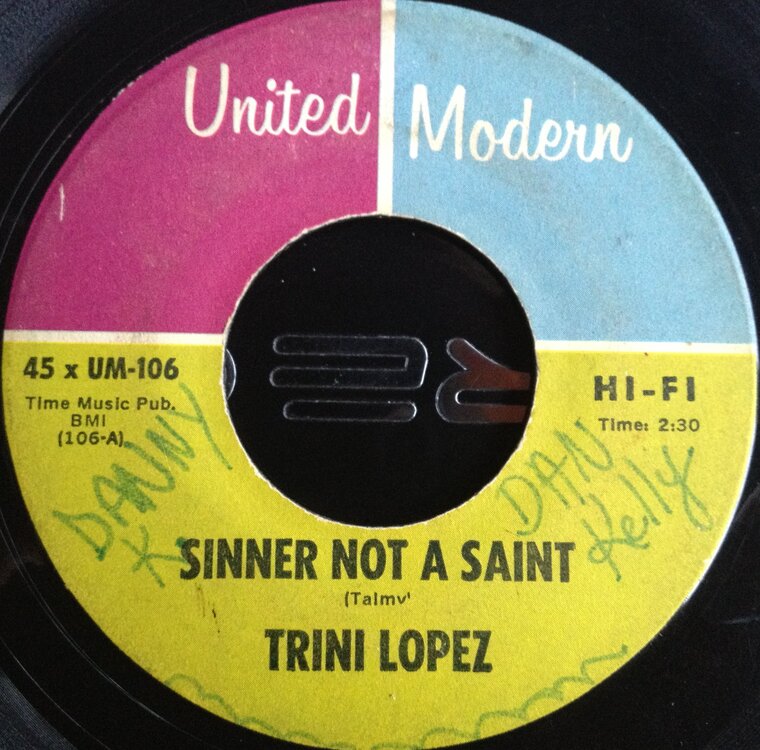 United Modern
45 x UM-106
Time Music Pub.
BMI
(106-A)
HI-FI
Time: 2:30
DANNY
K.
DAN
Kelly
SINNER NOT A SAINT
(Talmy)
TRINI LOPEZ